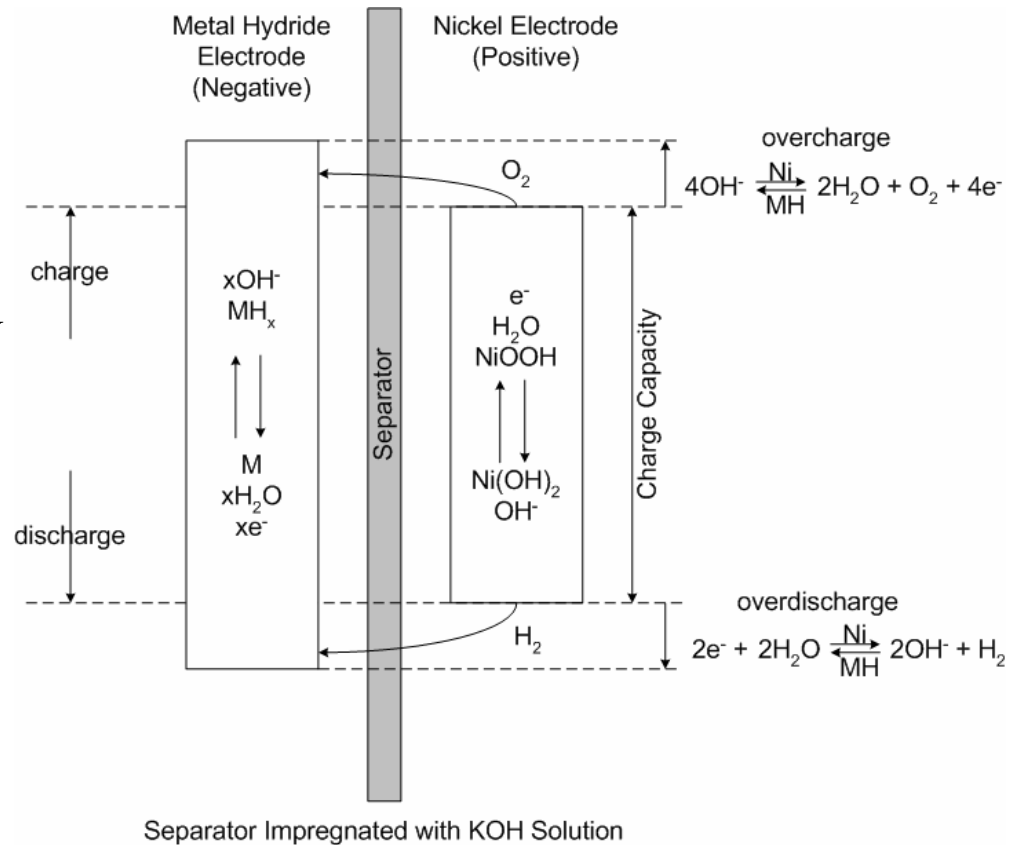 Metal Hydride
Electrode
(Negative)
Nickel Electrode
(Positive)
overcharge
4OH⁻ Ni ⇌ MH 2H₂O + O₂ + 4e⁻
O₂
charge
xOH⁻
MHₓ
M
xH₂O
xe⁻
Separator
e⁻
H₂O
NiOOH
Ni(OH)₂
OH⁻
Charge Capacity
discharge
overdischarge
2e⁻ + 2H₂O Ni ⇌ MH 2OH⁻ + H₂
H₂
Separator Impregnated with KOH Solution